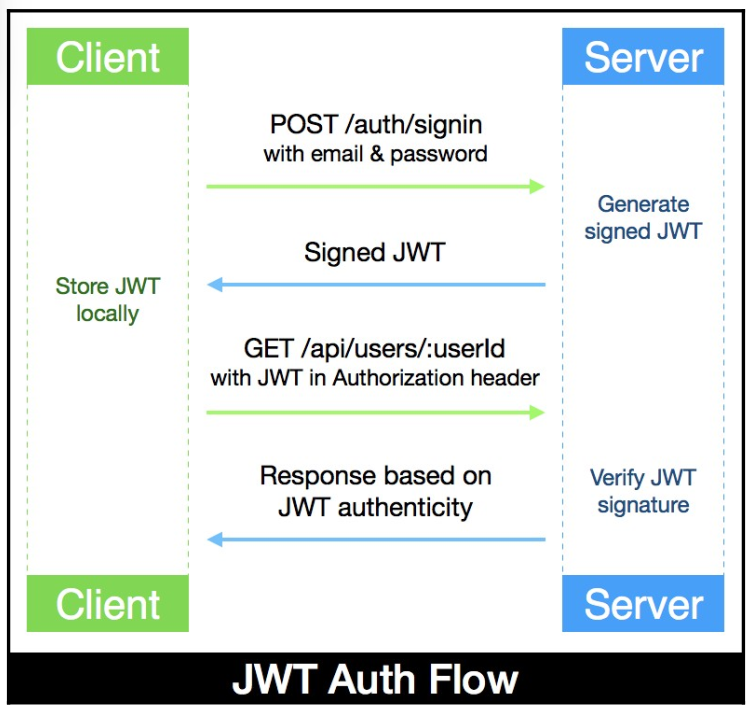 Client
Server
POST /auth/signin
with email & password
Generate
signed JWT
Signed JWT
Store JWT
locally
GET /api/users/:userId
with JWT in Authorization header
Response based on
JWT authenticity
Verify JWT
signature
Client
Server
JWT Auth Flow